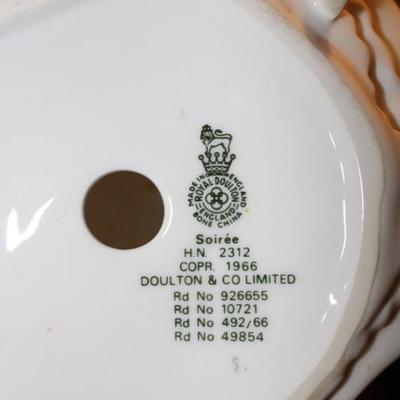 MADE IN ENGLAND
ROYAL DOULTON
ENGLAND
BONE CHINA
Soirée
H.N. 2312
COPR. 1966
DOULTON & CO LIMITED
Rd No 926655
Rd No 10721
Rd No 492/66
Rd No 49854